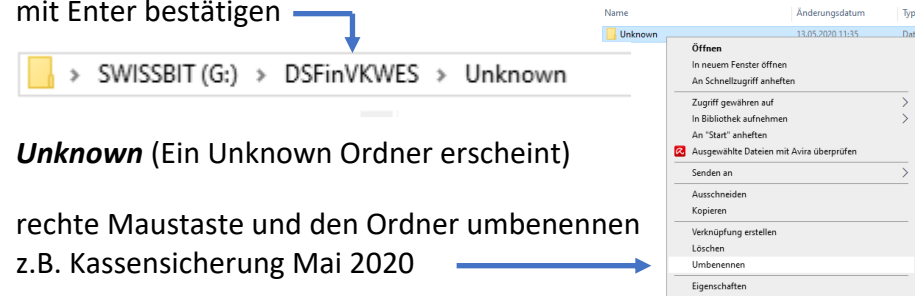 mit Enter bestätigen
SWISSBIT (G:) > DSFinVKWES > Unknown
Unknown (Ein Unknown Ordner erscheint)
rechte Maustaste und den Ordner umbenennen
z.B. Kassensicherung Mai 2020
Name Änderungsdatum Typ
Unknown 13.05.2020 11:35 Dat
Öffnen
In neuem Fenster öffnen
An Schnellzugriff anheften
Zugriff gewähren auf
In Bibliothek aufnehmen
An "Start" anheften
Ausgewählte Dateien mit Avira überprüfen
Senden an
Ausschneiden
Kopieren
Verknüpfung erstellen
Löschen
Umbenennen
Eigenschaften